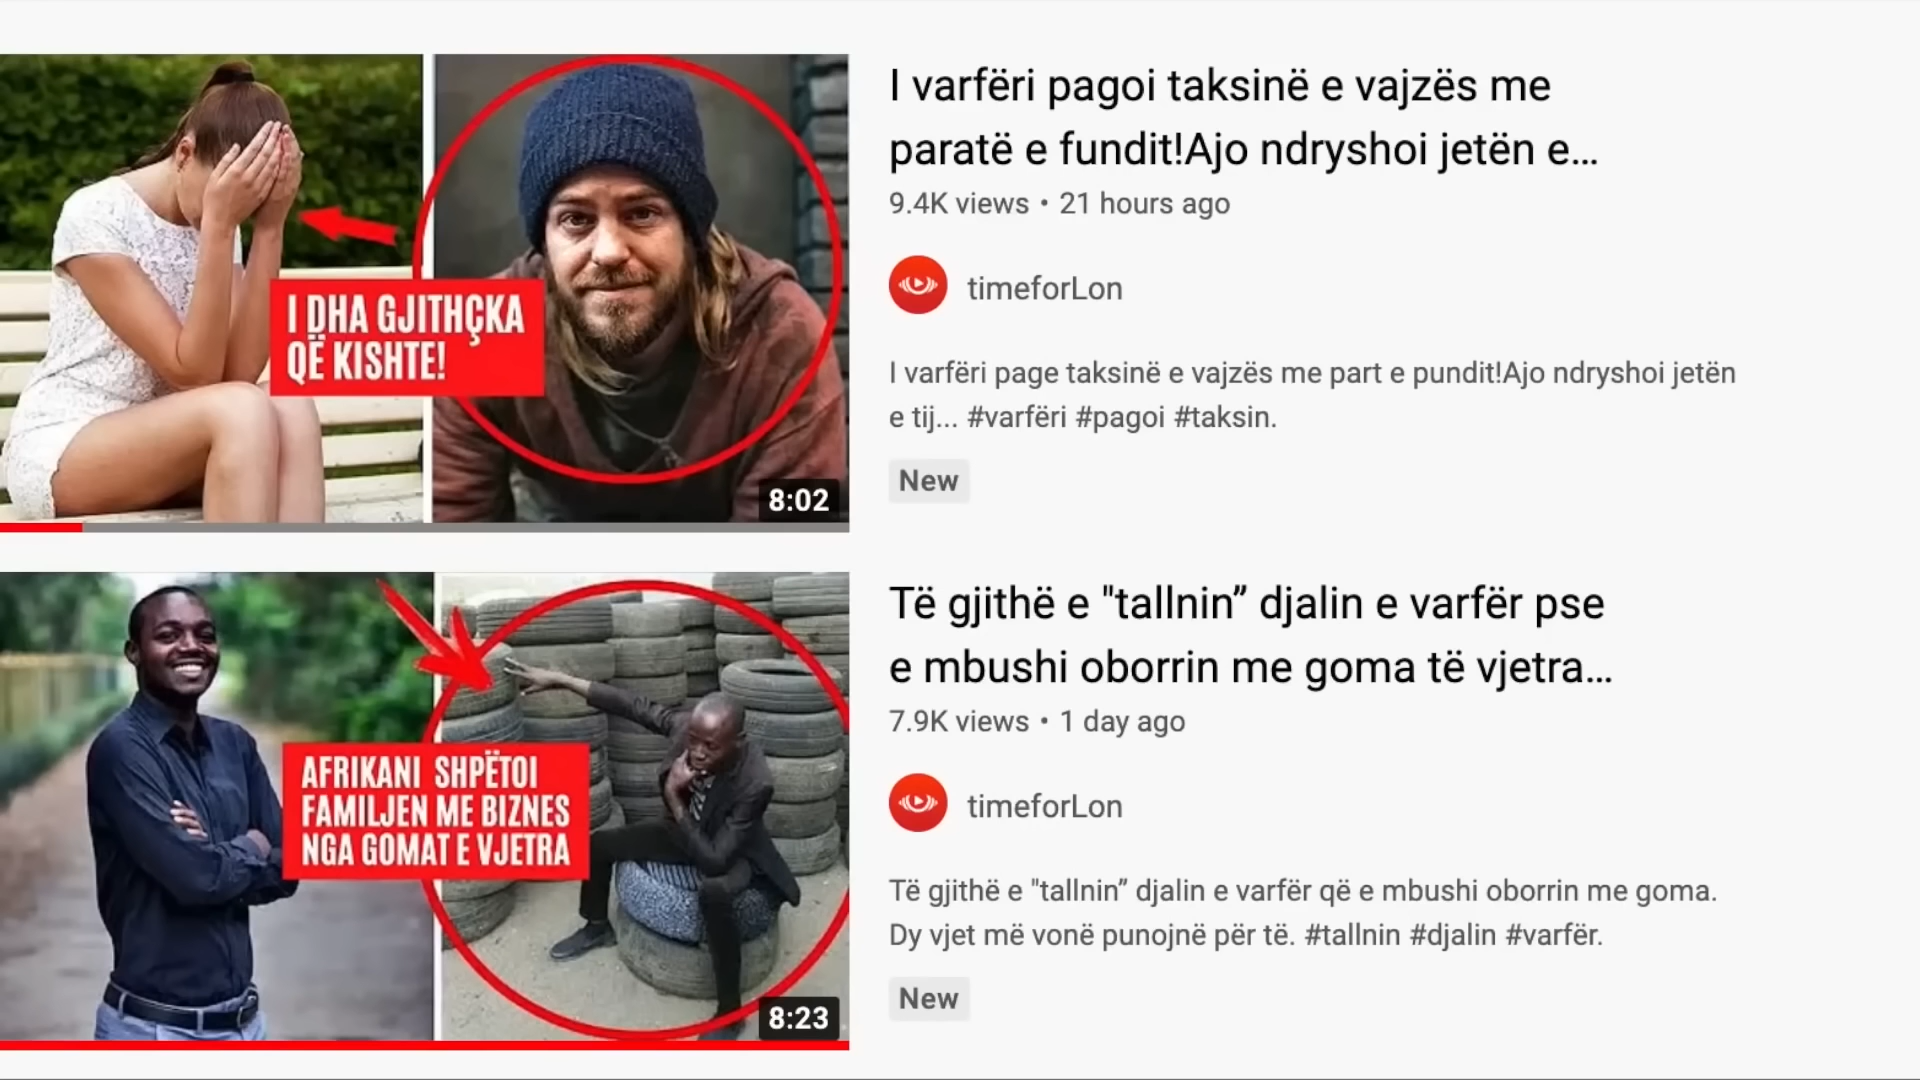 I DHA GJITHÇKA
QË KISHTE!
8:02
I varfëri pagoi taksinë e vajzës me
paratë e fundit!Ajo ndryshoi jetën e...
9.4K views • 21 hours ago
timeforLon
I varfëri page taksinë e vajzës me part e pundit!Ajo ndryshoi jetën
e tij... #varfëri #pagoi #taksin.
New
AFRIKANI SHPËTOI
FAMILJEN ME BIZNES
NGA GOMAT E VJETRA
8:23
Të gjithë e "tallnin” djalin e varfër pse
e mbushi oborrin me goma të vjetra...
7.9K views • 1 day ago
timeforLon
Të gjithë e "tallnin” djalin e varfër që e mbushi oborrin me goma.
Dy vjet më vonë punojnë për të. #tallnin #djalin #varfër.
New